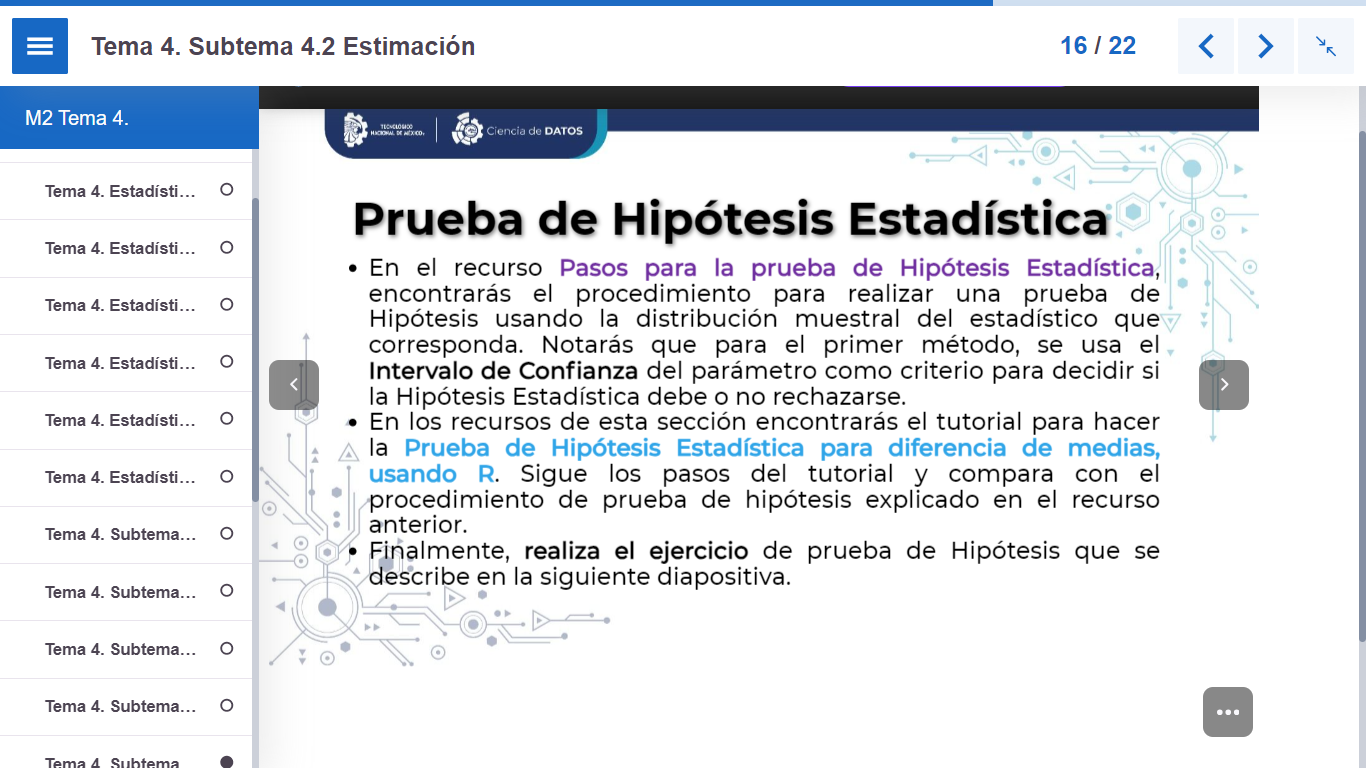 Tema 4. Subtema 4.2 Estimación
16 / 22
M2 Tema 4.
Tema 4. Estadísti...
Tema 4. Estadísti...
Tema 4. Estadísti...
Tema 4. Estadísti...
Tema 4. Estadísti...
Tema 4. Estadísti...
Tema 4. Subtema...
Tema 4. Subtema...
Tema 4. Subtema...
Tema 4. Subtema...
Tema 4. Subtema
TECNOLÓGICO
NACIONAL DE MÉXICO
Ciencia de DATOS
Prueba de Hipótesis Estadística
• En el recurso Pasos para la prueba de Hipótesis Estadística,
encontrarás el procedimiento para realizar una prueba de
Hipótesis usando la distribución muestral del estadístico que
corresponda. Notarás que para el primer método, se usa el
Intervalo de Confianza del parámetro como criterio para decidir si
la Hipótesis Estadística debe o no rechazarse.
• En los recursos de esta sección encontrarás el tutorial para hacer
la Prueba de Hipótesis Estadística para diferencia de medias,
usando R. Sigue los pasos del tutorial y compara con el
procedimiento de prueba de hipótesis explicado en el recurso
anterior.
• Finalmente, realiza el ejercicio de prueba de Hipótesis que se
describe en la siguiente diapositiva.